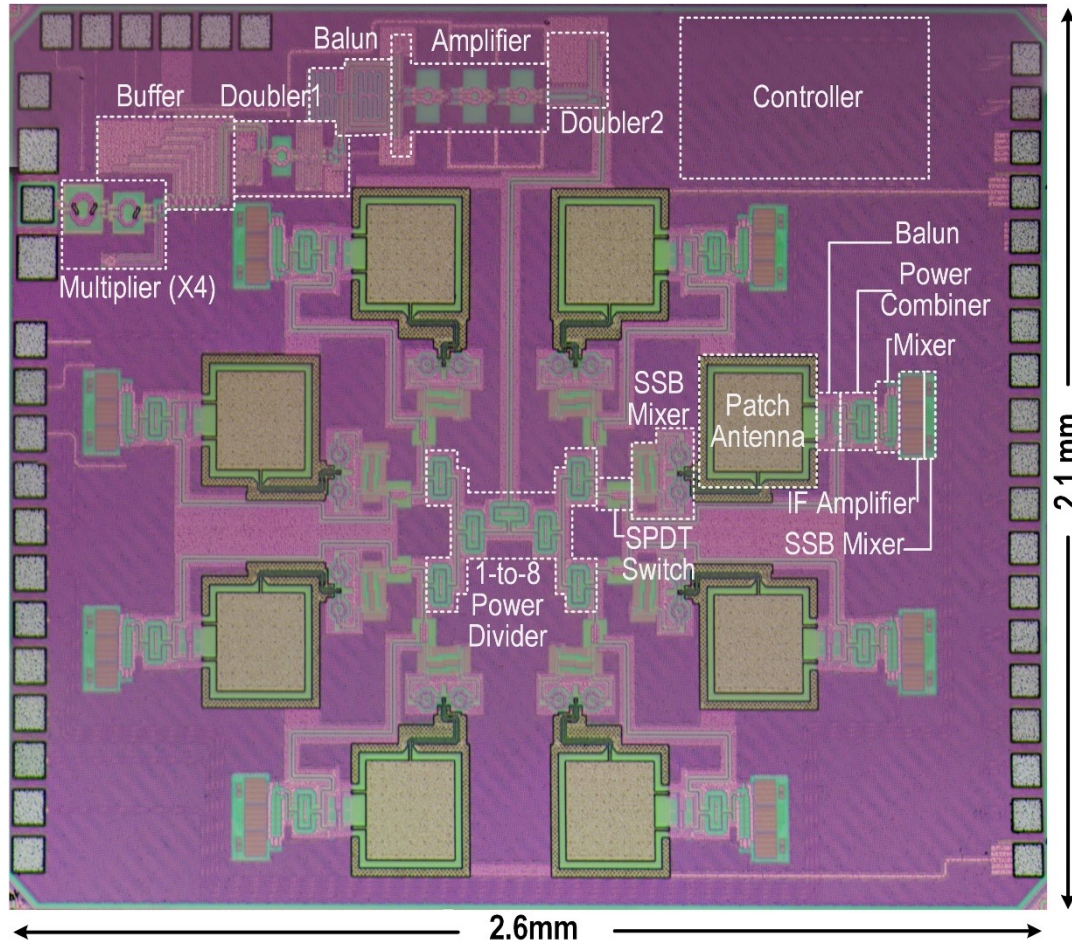 Balun
Amplifier
Buffer
Doubler1
Doubler2
Controller
Multiplier (X4)
Balun
Power
Combiner
Mixer
SSB
Mixer
Patch
Antenna
IF Amplifier
SSB Mixer
SPDT
Switch
1-to-8
Power
Divider
2.1 mm
2.6mm